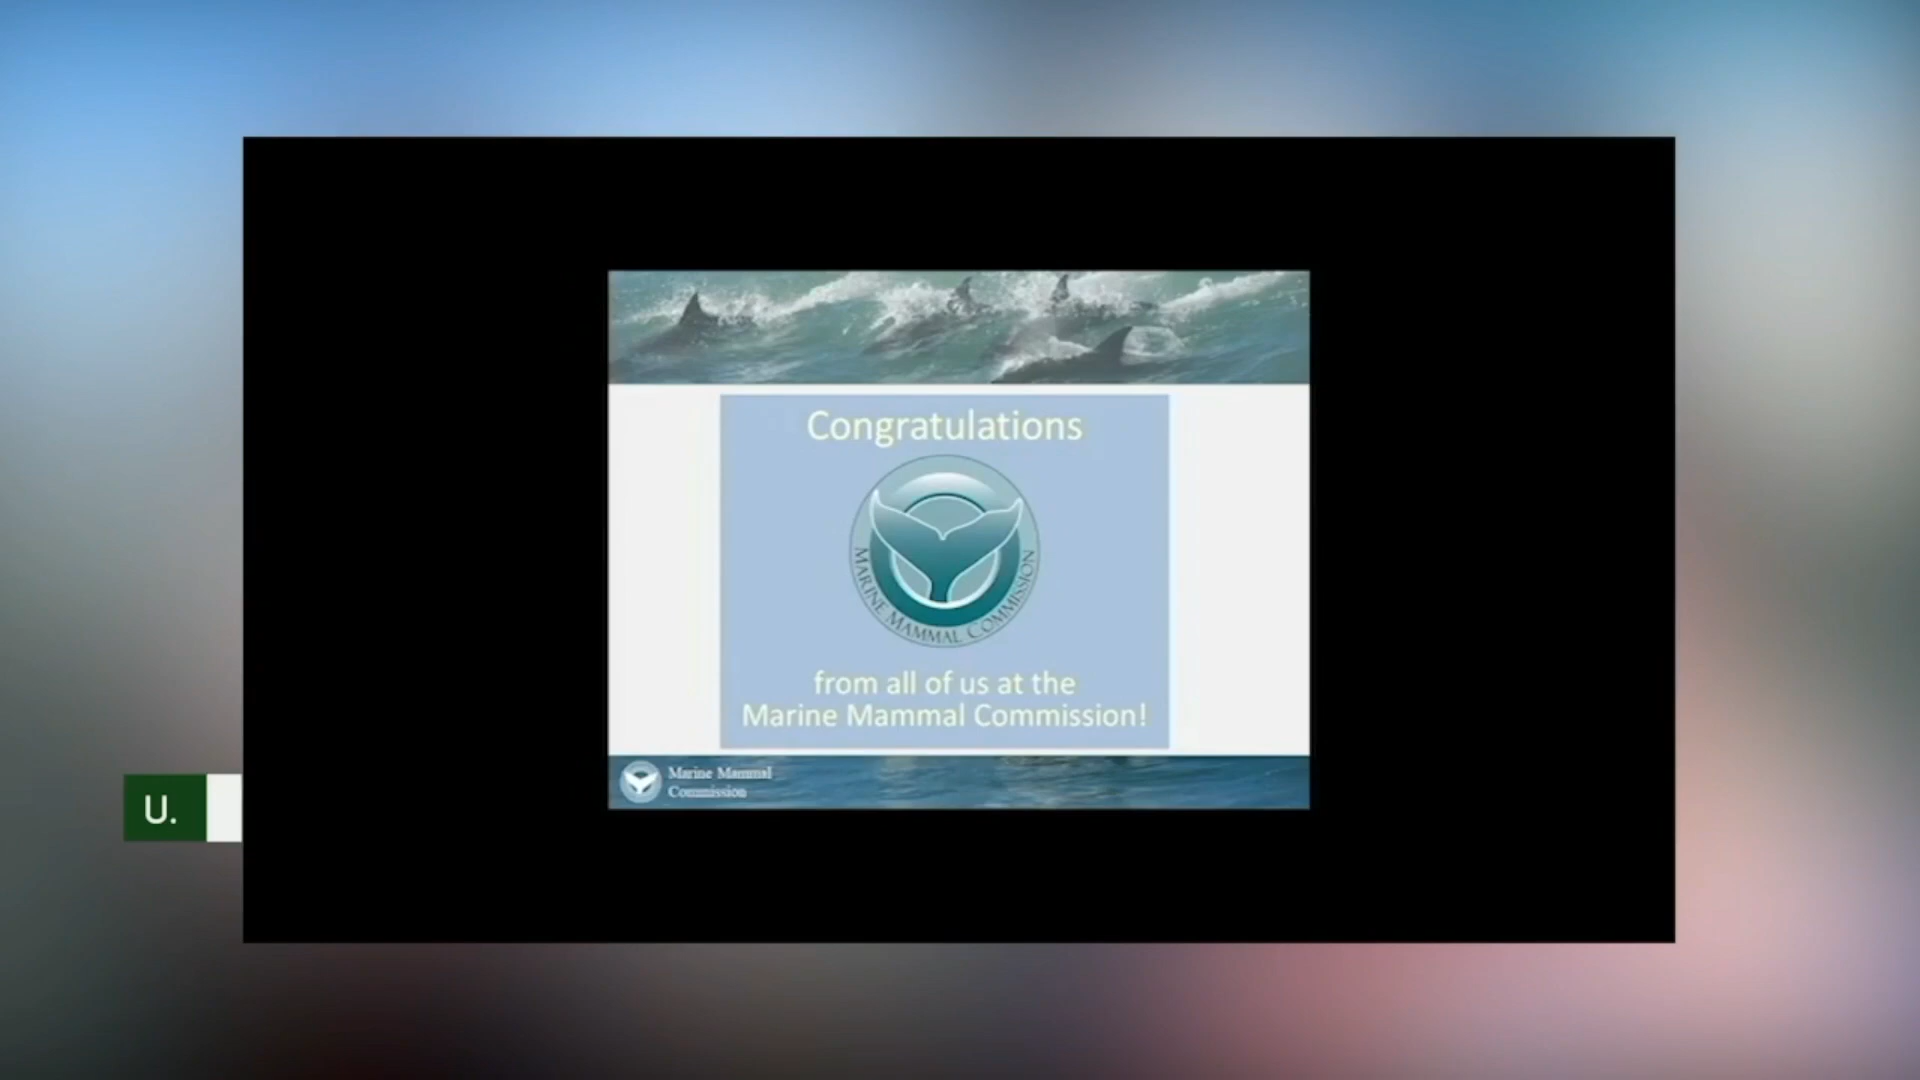 Congratulations
MARINE MAMMAL COMMISSION
from all of us at the
Marine Mammal Commission!
Marine Mammal
Commission
U.